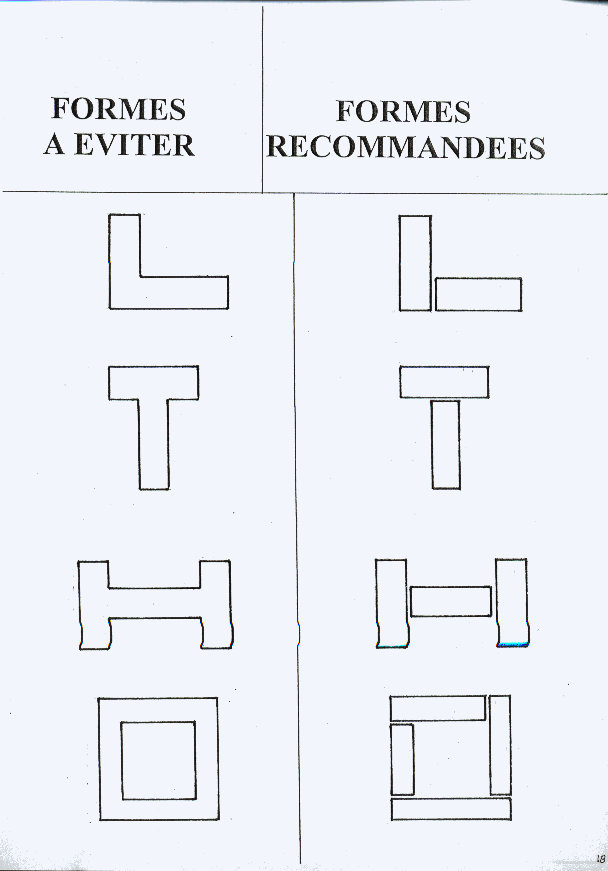 FORMES
A EVITER
FORMES
RECOMMANDEES
18